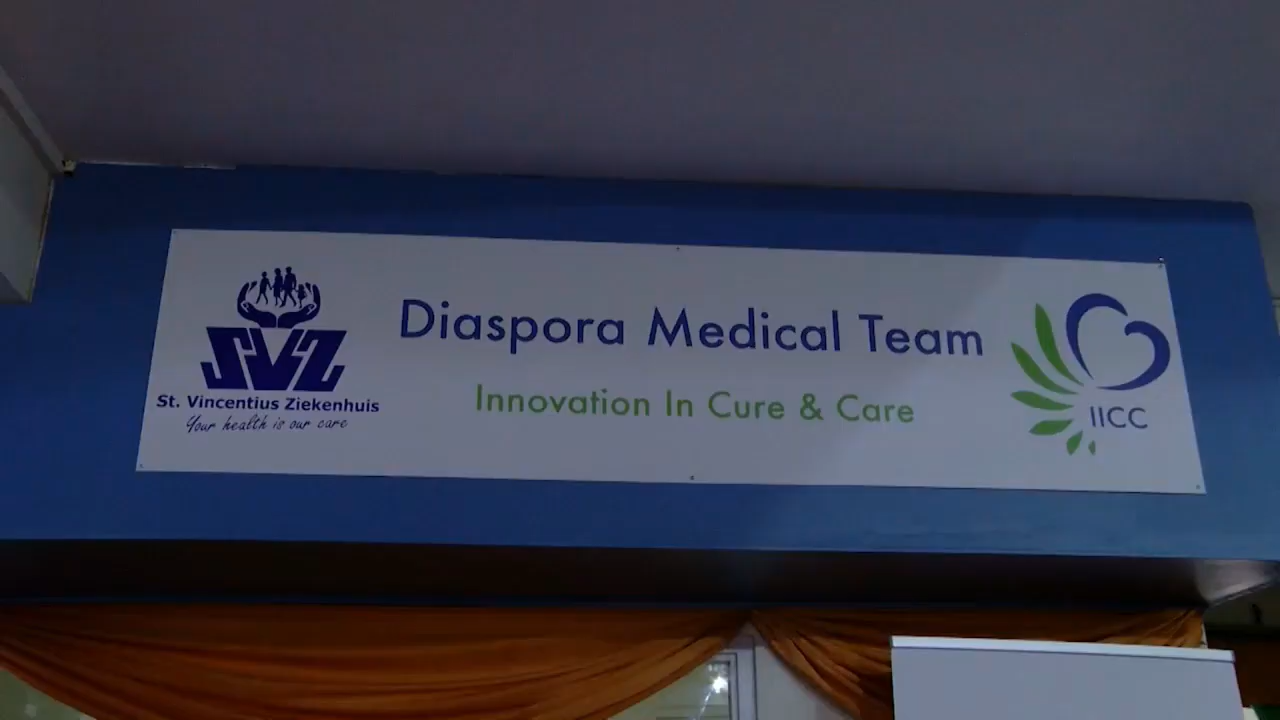 SVZ
St. Vincentius Ziekenhuis
Your health is our care
Diaspora Medical Team
Innovation In Cure & Care
IICC